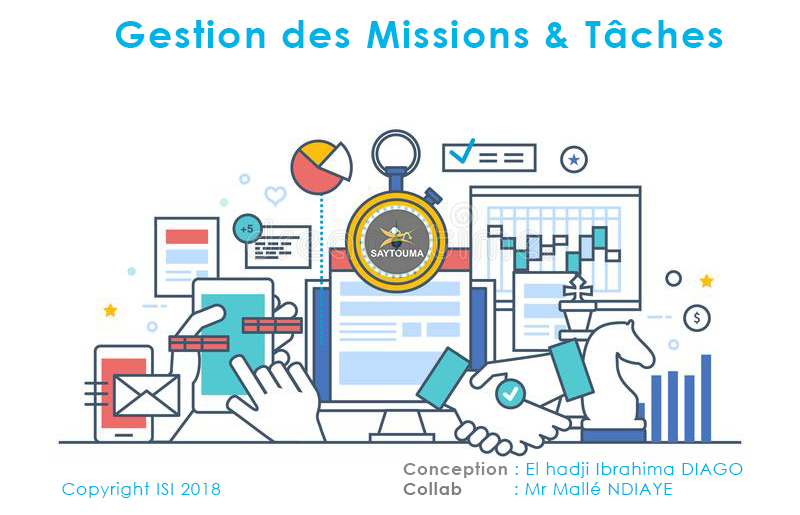 Gestion des Missions & Tâches
+5
SAYTOUMA
$
Conception : El hadji Ibrahima DIAGO
Copyright ISI 2018
Collab : Mr Mallé NDIAYE